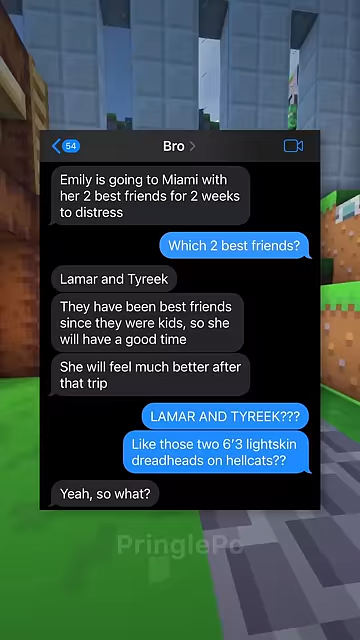 54
Bro
Emily is going to Miami with
her 2 best friends for 2 weeks
to distress
Which 2 best friends?
Lamar and Tyreek
They have been best friends
since they were kids, so she
will have a good time
She will feel much better after
that trip
LAMAR AND TYREEK???
Like those two 6'3 lightskin
dreadheads on hellcats??
Yeah, so what?
PringlePo